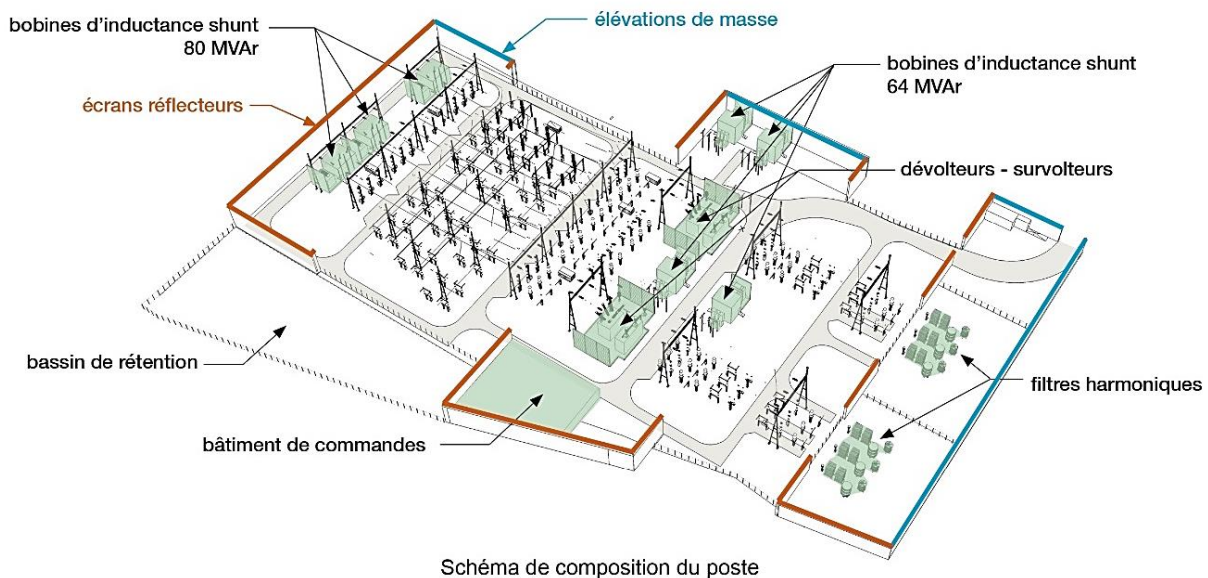 bobines d’inductance shunt
80 MVAr
élévations de masse
bobines d’inductance shunt
64 MVAr
écrans réflecteurs
dévolteurs - survolteurs
bassin de rétention
filtres harmoniques
bâtiment de commandes
Schéma de composition du poste